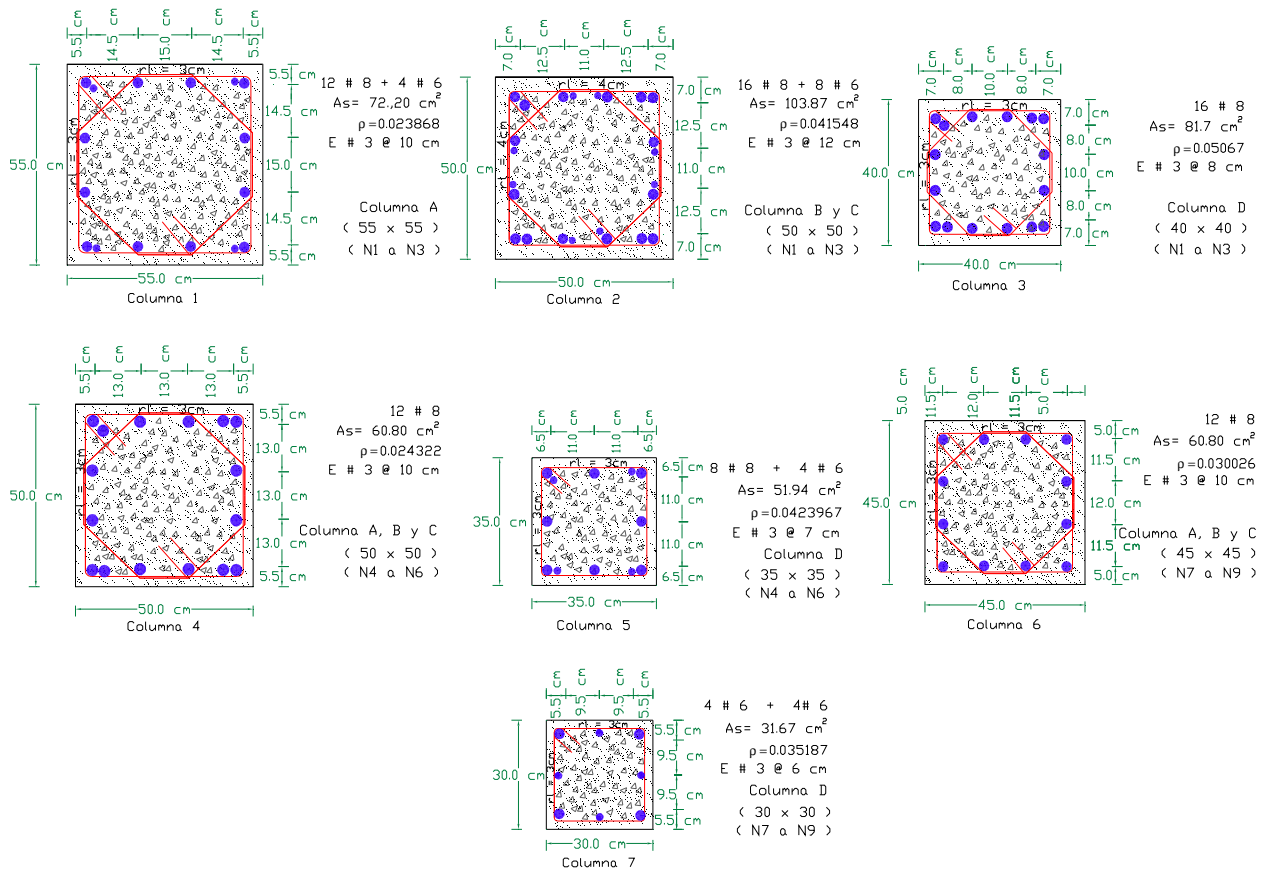 5.5 cm
14.5 cm
15.0 cm
14.5 cm
5.5 cm
rl = 3cm
rl = 3cm
55.0 cm
5.5 cm
14.5 cm
15.0 cm
14.5 cm
5.5 cm
55.0 cm
Columna 1
12 # 8 + 4 # 6
As= 72.,20 cm²
ρ=0.023868
E # 3 @ 10 cm
Columna A
( 55 x 55 )
( N1 a N3 )
7.0 cm
12.5 cm
11.0 cm
12.5 cm
7.0 cm
rl = 4cm
rl = 4cm
50.0 cm
7.0 cm
12.5 cm
11.0 cm
12.5 cm
7.0 cm
50.0 cm
Columna 2
16 # 8 + 8 # 6
As= 103.87 cm²
ρ=0.041548
E # 3 @ 12 cm
Columna B y C
( 50 x 50 )
( N1 a N3 )
7.0 cm
8.0 cm
10.0 cm
8.0 cm
7.0 cm
rl = 3cm
rl = 3cm
40.0 cm
7.0 cm
8.0 cm
10.0 cm
8.0 cm
7.0 cm
40.0 cm
Columna 3
16 # 8
As= 81.7 cm²
ρ=0.05067
E # 3 @ 8 cm
Columna D
( 40 x 40 )
( N1 a N3 )
5.5 cm
13.0 cm
13.0 cm
13.0 cm
5.5 cm
rl = 3cm
rl = 3cm
50.0 cm
5.5 cm
13.0 cm
13.0 cm
13.0 cm
5.5 cm
50.0 cm
Columna 4
12 # 8
As= 60.80 cm²
ρ=0.024322
E # 3 @ 10 cm
Columna A, B y C
( 50 x 50 )
( N4 a N6 )
6.5 cm
11.0 cm
11.0 cm
6.5 cm
rl = 3cm
rl = 3cm
35.0 cm
6.5 cm
11.0 cm
11.0 cm
6.5 cm
35.0 cm
Columna 5
8 # 8 + 4 # 6
As= 51.94 cm²
ρ=0.0423967
E # 3 @ 7 cm
Columna D
( 35 x 35 )
( N4 a N6 )
5.0 cm
11.5 cm
12.0 cm
11.5 cm
5.0 cm
rl = 3cm
rl = 3cm
45.0 cm
5.0 cm
11.5 cm
12.0 cm
11.5 cm
5.0 cm
45.0 cm
Columna 6
12 # 8
As= 60.80 cm²
ρ=0.030026
E # 3 @ 10 cm
Columna A, B y C
( 45 x 45 )
( N7 a N9 )
5.5 cm
9.5 cm
9.5 cm
5.5 cm
rl = 3cm
rl = 3cm
30.0 cm
5.5 cm
9.5 cm
9.5 cm
5.5 cm
30.0 cm
Columna 7
4 # 6 + 4# 6
As= 31.67 cm²
ρ=0.035187
E # 3 @ 6 cm
Columna D
( 30 x 30 )
( N7 a N9 )